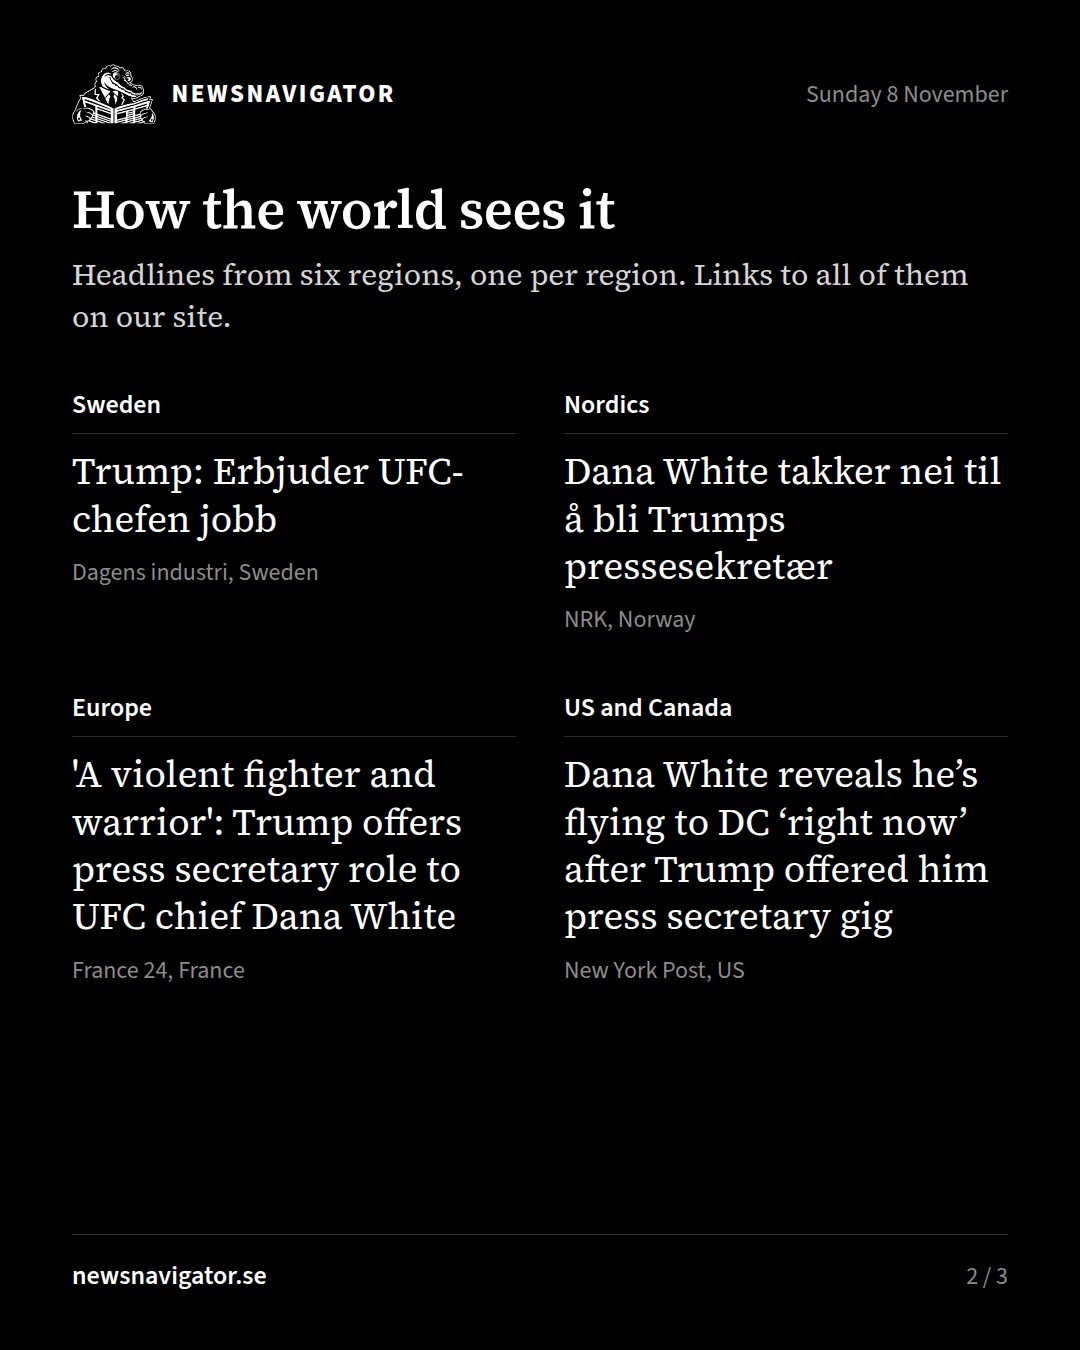 NEWSNAVIGATOR
Sunday 8 November
How the world sees it
Headlines from six regions, one per region. Links to all of them
on our site.
Sweden
Trump: Erbjuder UFC-
chefen jobb
Dagens industri, Sweden
Nordics
Dana White takker nei til
å bli Trumps
pressesekretær
NRK, Norway
Europe
'A violent fighter and
warrior': Trump offers
press secretary role to
UFC chief Dana White
France 24, France
US and Canada
Dana White reveals he’s
flying to DC ‘right now’
after Trump offered him
press secretary gig
New York Post, US
newsnavigator.se
2 / 3